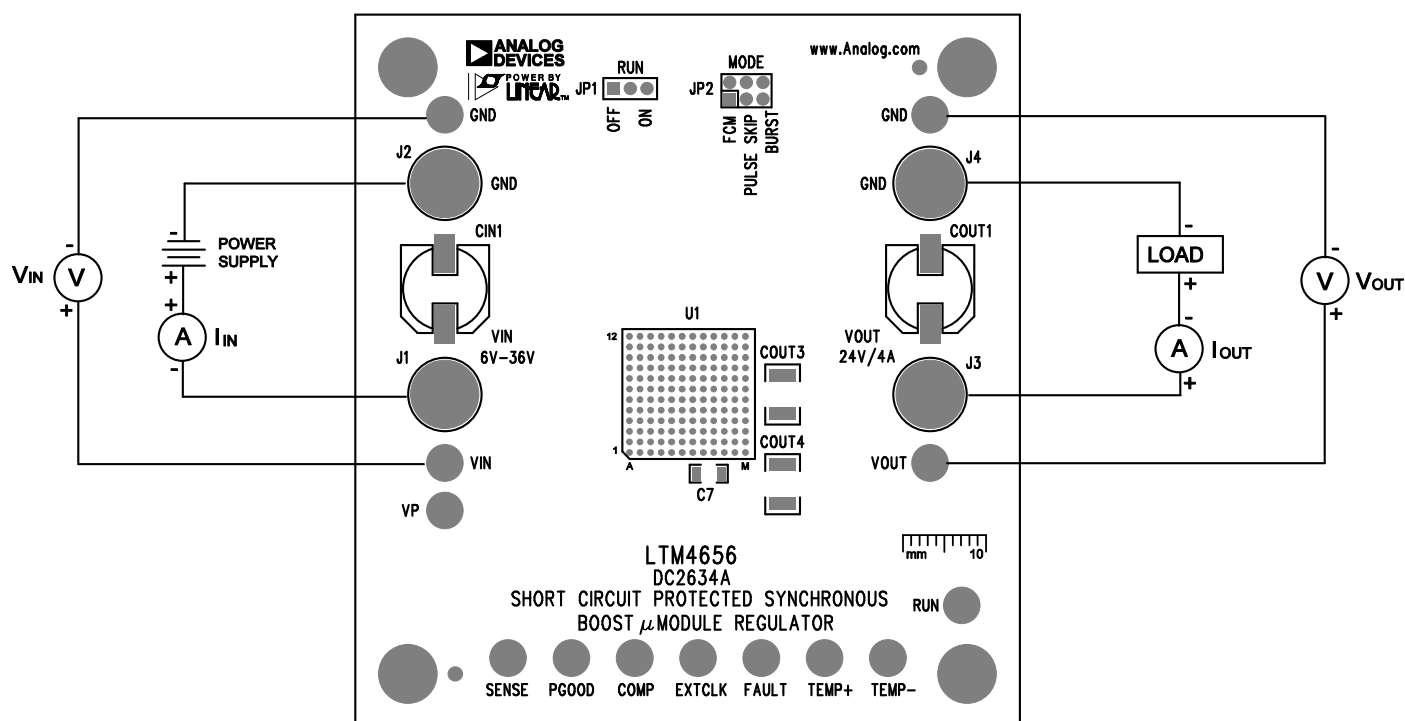 ANALOG
DEVICES
POWER BY
LINEAR™
www.Analog.com
RUN
JP1
OFF
ON
MODE
JP2
FCM
PULSE SKIP
BURST
GND
GND
J2
GND
J4
GND
CIN1
COUT1
-
POWER
SUPPLY
+
+
A
IIN
-
-
VIN
V
+
-
LOAD
+
-
A
IOUT
+
-
V
VOUT
+
VIN
6V-36V
J1
U1
12
1
A
M
COUT3
COUT4
C7
VOUT
24V/4A
J3
VIN
VOUT
VP
mm
10
LTM4656
DC2634A
SHORT CIRCUIT PROTECTED SYNCHRONOUS
BOOST µMODULE REGULATOR
RUN
SENSE
PGOOD
COMP
EXTCLK
FAULT
TEMP+
TEMP-